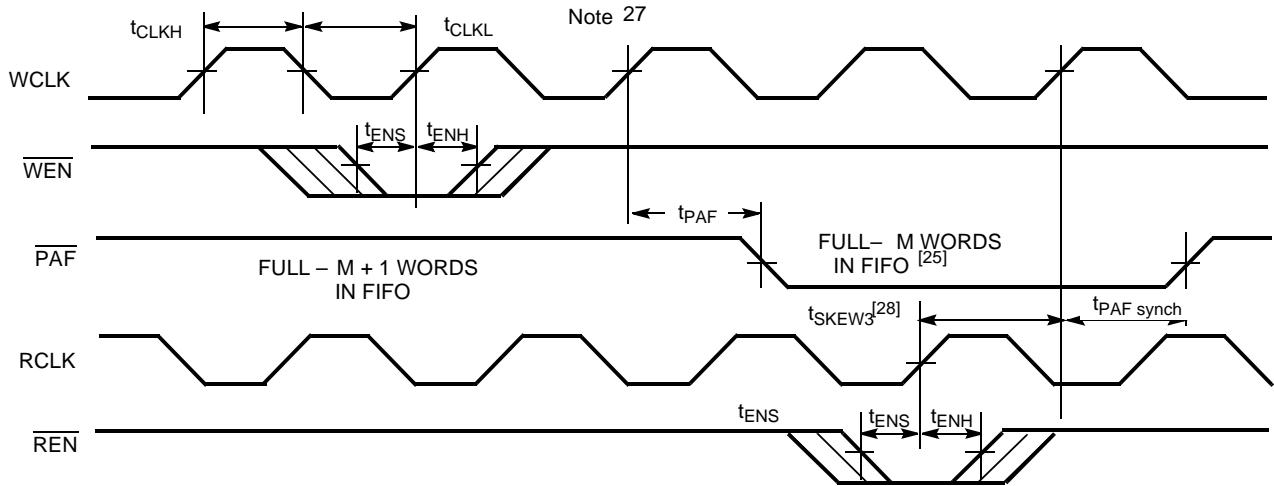 Note 27
tCLKH
tCLKL
WCLK
tENS
tENH
WEN
tPAF
PAF
FULL – M + 1 WORDS
IN FIFO
FULL– M WORDS
IN FIFO [25]
tSKEW3[28]
tPAF synch
RCLK
tENS
tENS
tENH
REN